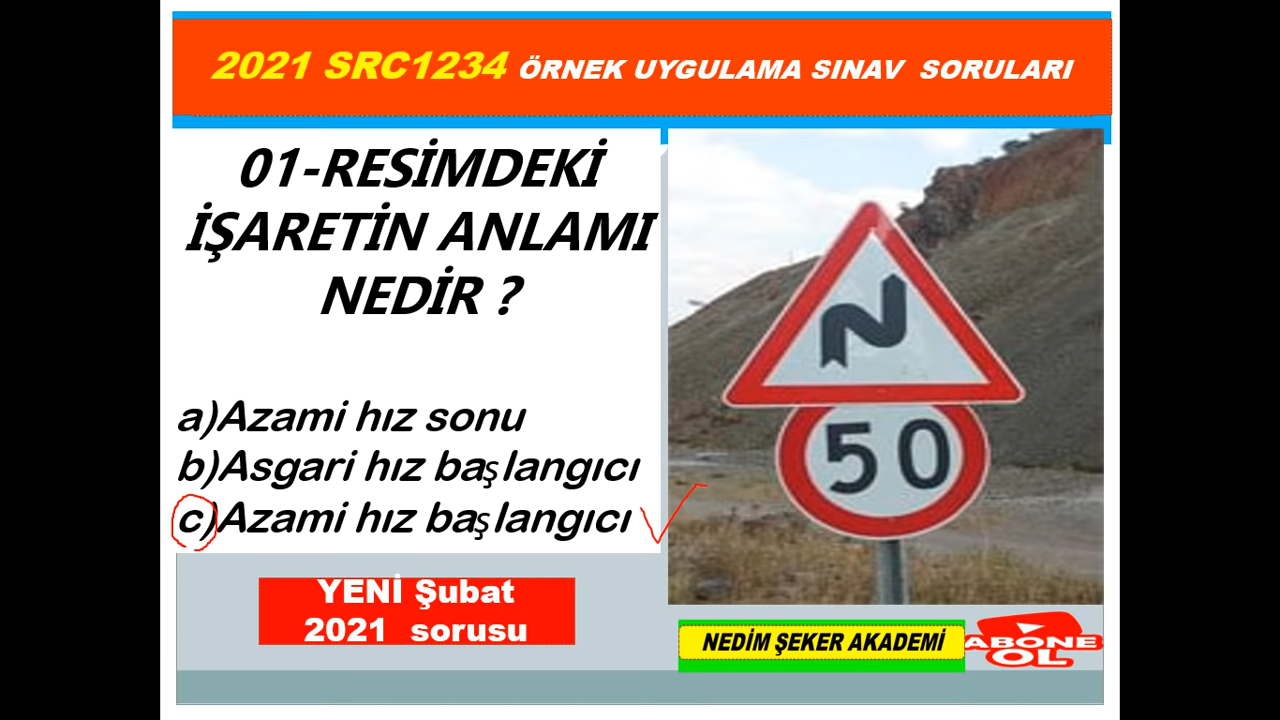 2021 SRC1234 ÖRNEK UYGULAMA SINAV SORULARI
01-RESİMDEKİ
İŞARETİN ANLAMI
NEDİR ?
a)Azami hız sonu
b)Asgari hız başlangıcı
c)Azami hız başlangıcı
50
YENİ Şubat
2021 sorusu
NEDİM ŞEKER AKADEMİ
ABONE
OL